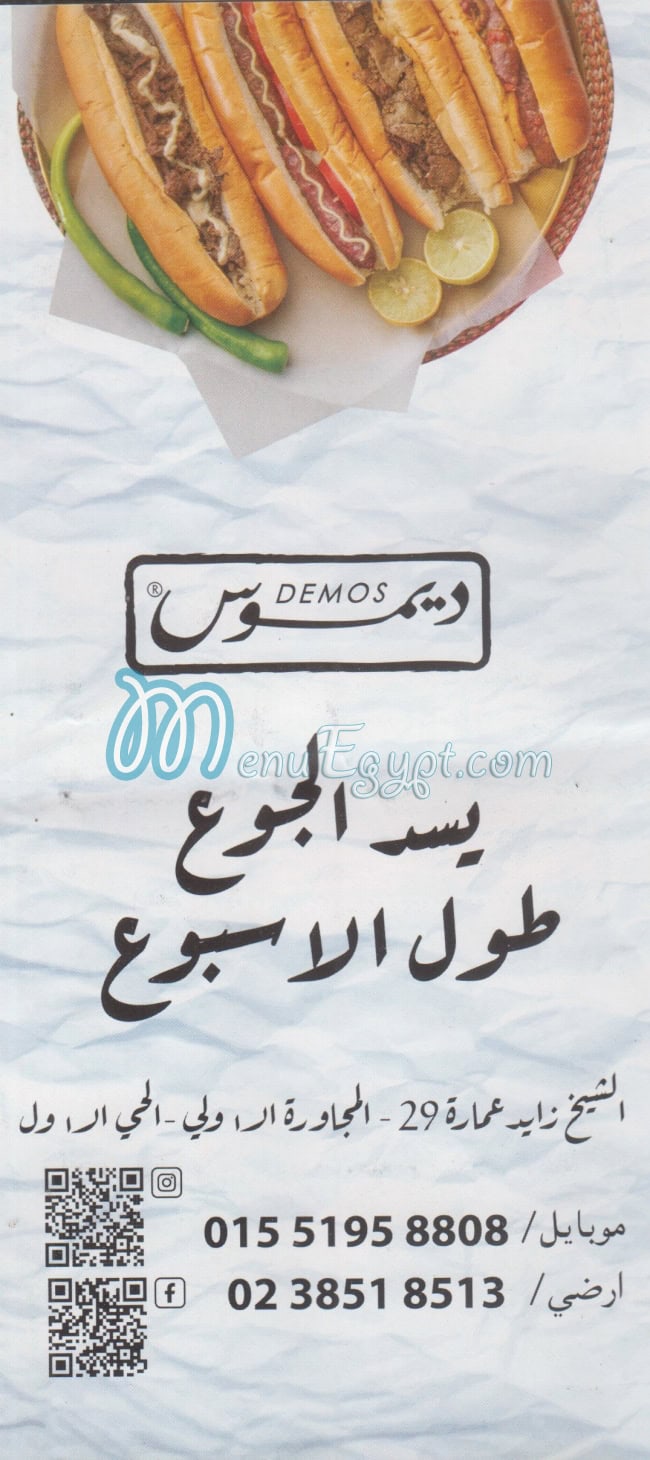 ديموس DEMOS ®
MenuEgypt.com
يسد الجوع
طول الاسبوع
الشيخ زايد عمارة 29 - المجاورة الاولي - الحي الاول
موبايل/ 015 5195 8808
ارضي/ 02 3851 8513